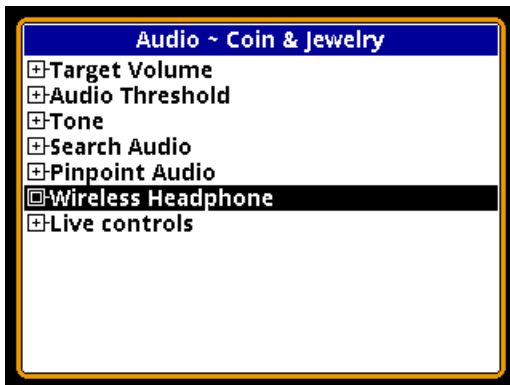 Audio ~ Coin & Jewelry
Target Volume
Audio Threshold
Tone
Search Audio
Pinpoint Audio
Wireless Headphone
Live controls